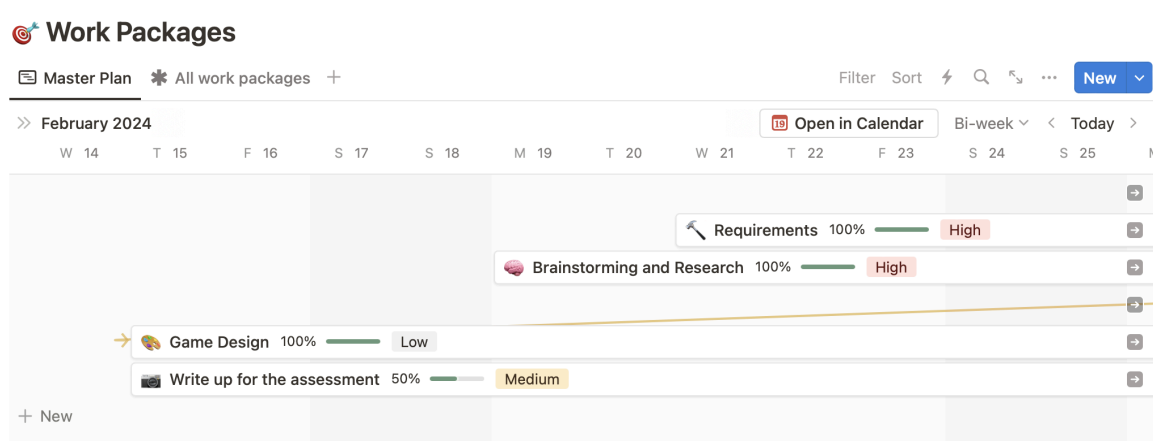 Work Packages
Master Plan All work packages Filter Sort New
February 2024 19 Open in Calendar Bi-week Today
W 14 T 15 F 16 S 17 S 18 M 19 T 20 W 21 T 22 F 23 S 24 S 25
Requirements 100% High
Brainstorming and Research 100% High
Game Design 100% Low
Write up for the assessment 50% Medium
New